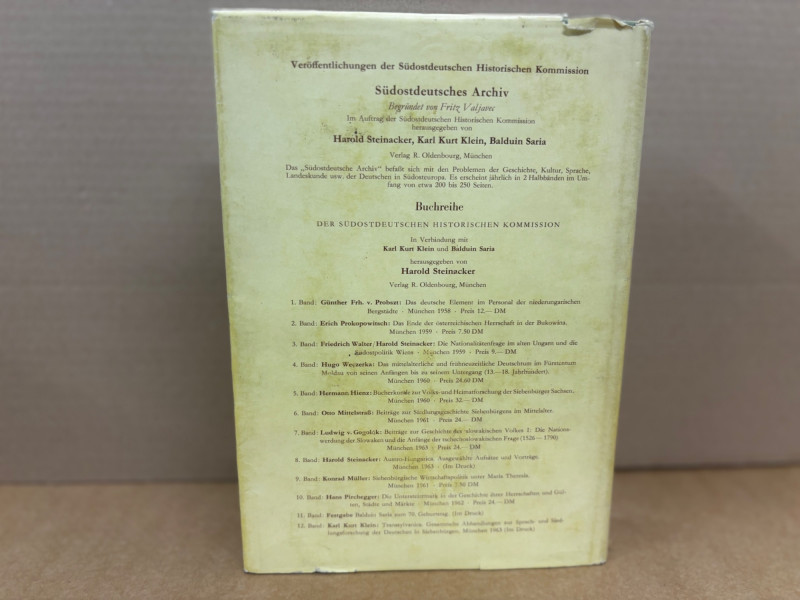 Veröffentlichungen der Südostdeutschen Historischen Kommission
Südostdeutsches Archiv
Begründet von Fritz Valjavec
Im Auftrag der Südostdeutschen Historischen Kommission
herausgegeben von
Harold Steinacker, Karl Kurt Klein, Balduin Saria
Verlag R. Oldenbourg, München
Das „Südostdeutsche Archiv“ befaßt sich mit den Problemen der Geschichte, Kultur, Sprache,
Landeskunde usw. der Deutschen in Südosteuropa. Es erscheint jährlich in 2 Halbbänden im Um-
fang von etwa 200 bis 250 Seiten.
Buchreihe
DER SÜDOSTDEUTSCHEN HISTORISCHEN KOMMISSION
In Verbindung mit
Karl Kurt Klein und Balduin Saria
herausgegeben von
Harold Steinacker
Verlag R. Oldenbourg, München
1. Band: Günther Frh. v. Probszt: Das deutsche Element im Personal der niederungarischen
Bergstädte · München 1958 · Preis 12.— DM
2. Band: Erich Prokopowitsch: Das Ende der österreichischen Herrschaft in der Bukowina.
München 1959 · Preis 7.50 DM
3. Band: Friedrich Walter/Harold Steinacker: Die Nationalitätenfrage im alten Ungarn und die
Südostpolitik Wiens · München 1959 · Preis 9.— DM
4. Band: Hugo Weczerka: Das mittelalterliche und frühneuzeitliche Deutschtum im Fürstentum
Moldau von seinen Anfängen bis zu seinem Untergang (13.—18. Jahrhundert).
München 1960 · Preis 24.60 DM
5. Band: Hermann Hienz: Bücherkunde zur Volks- und Heimatforschung der Siebenbürger Sachsen.
München 1960 · Preis 32.— DM
6. Band: Otto Mittelstraß: Beiträge zur Siedlungsgeschichte Siebenbürgens im Mittelalter.
München 1961 · Preis 24.— DM
7. Band: Ludwig v. Gogolák: Beiträge zur Geschichte des slowakischen Volkes I: Die Nation-
werdung der Slowaken und die Anfänge der tschechoslowakischen Frage (1526—1790)
München 1963 · Preis 24.— DM
8. Band: Harold Steinacker: Austro-Hungarica. Ausgewählte Aufsätze und Vorträge.
München 1963 · (Im Druck)
9. Band: Konrad Müller: Siebenbürgische Wirtschaftspolitik unter Maria Theresia.
München 1961 · Preis 7.50 DM
10. Band: Hans Pirchegger: Die Untersteiermark in der Geschichte ihrer Herrschaften und Gül-
ten, Städte und Märkte · München 1962 · Preis 24.— DM
11. Band: Festgabe Balduin Saria zum 70. Geburtstag. (Im Druck)
12. Band: Karl Kurt Klein: Transsylvanica. Gesammelte Abhandlungen zur Sprach- und Sied-
lungsforschung der Deutschen in Siebenbürgen. München 1963 (Im Druck)